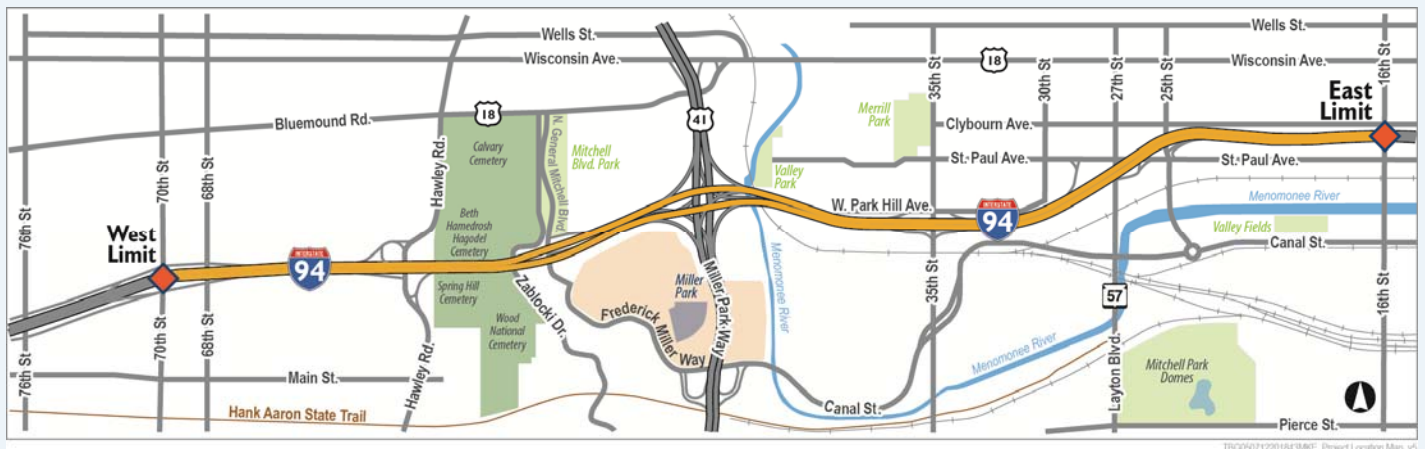 Wells St.
Wisconsin Ave.
18
Wells St.
Wisconsin Ave.
76th St
70th St
68th St
Hawley Rd.
Bluemound Rd.
18
Calvary
Cemetery
N. General Mitchell Blvd.
Mitchell
Blvd. Park
41
Merrill
Park
Valley
Park
35th St
30th St
27th St
25th St
16th St
East
Limit
Clybourn Ave.
St. Paul Ave.
St. Paul Ave.
W. Park Hill Ave.
INTERSTATE
94
Menomonee River
Valley Fields
Canal St.
Beth
Hamedrosh
Hagodel
Cemetery
West
Limit
INTERSTATE
94
Spring Hill
Cemetery
Wood
National
Cemetery
Zablocki Dr.
Miller
Park
Miller Park Way
Frederick Miller Way
Menomonee River
35th St
57
16th St
76th St
70th St
68th St
Main St.
Hawley Rd.
Hank Aaron State Trail
Canal St.
Menomonee River
Layton Blvd.
Mitchell Park
Domes
Pierce St.